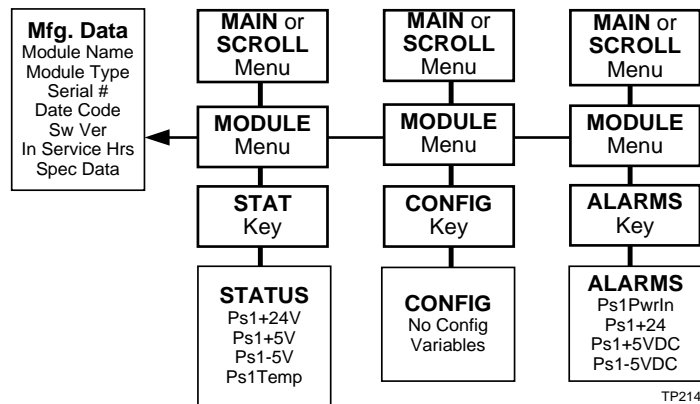 Mfg. Data
Module Name
Module Type
Serial #
Date Code
Sw Ver
In Service Hrs
Spec Data
MAIN or
SCROLL
Menu
MODULE
Menu
STAT
Key
STATUS
Ps1+24V
Ps1+5V
Ps1-5V
Ps1Temp
MAIN or
SCROLL
Menu
MODULE
Menu
CONFIG
Key
CONFIG
No Config
Variables
MAIN or
SCROLL
Menu
MODULE
Menu
ALARMS
Key
ALARMS
Ps1PwrIn
Ps1+24
Ps1+5VDC
Ps1-5VDC
TP214